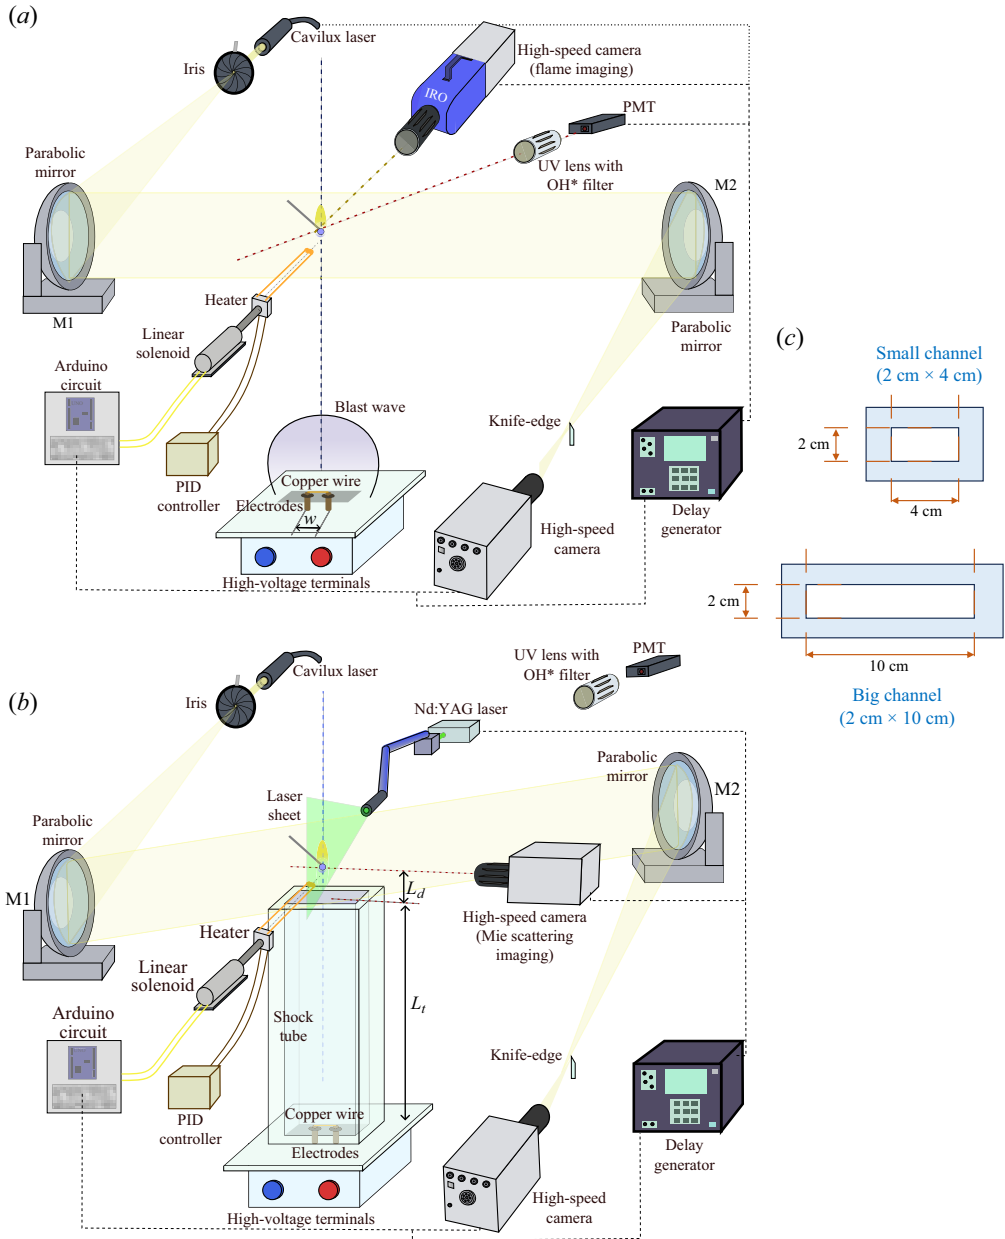 (a)
Cavilux laser
Iris
High-speed camera
(flame imaging)
IRO
PMT
UV lens with
OH* filter
Parabolic
mirror
M2
M1
Heater
Linear
solenoid
Parabolic
mirror
Arduino
circuit
Blast wave
Knife-edge
PID
controller
Copper wire
Electrodes
w
High-speed
camera
Delay
generator
High-voltage terminals
(c)
Small channel
(2 cm × 4 cm)
2 cm
4 cm
2 cm
10 cm
Big channel
(2 cm × 10 cm)
(b)
Cavilux laser
Iris
UV lens with
OH* filter
PMT
Nd:YAG laser
Parabolic
mirror
M2
Laser
sheet
Parabolic
mirror
M1
Ld
High-speed camera
(Mie scattering
imaging)
Heater
Linear
solenoid
Lt
Shock
tube
Arduino
circuit
Knife-edge
PID
controller
Copper wire
Electrodes
Delay
generator
High-speed
camera
High-voltage terminals